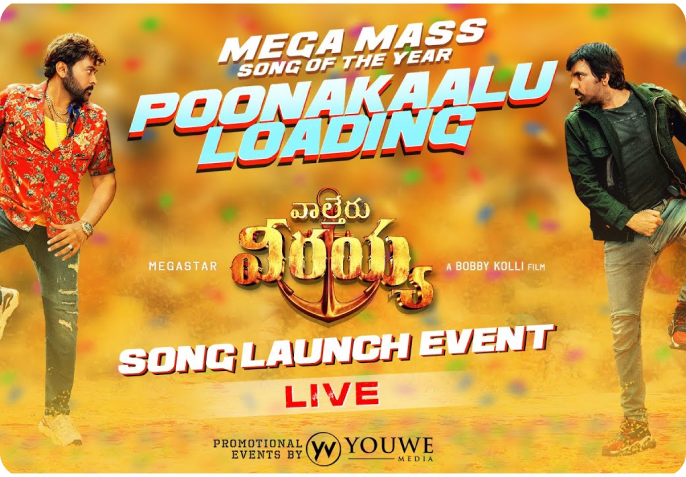 MEGA MASS
SONG OF THE YEAR
POONAKAALU
LOADING
వాల్తేరు
MEGASTAR వీరయ్య A BOBBY KOLLI FILM
SONG LAUNCH EVENT
LIVE
PROMOTIONAL
EVENTS BY YOUWE
MEDIA